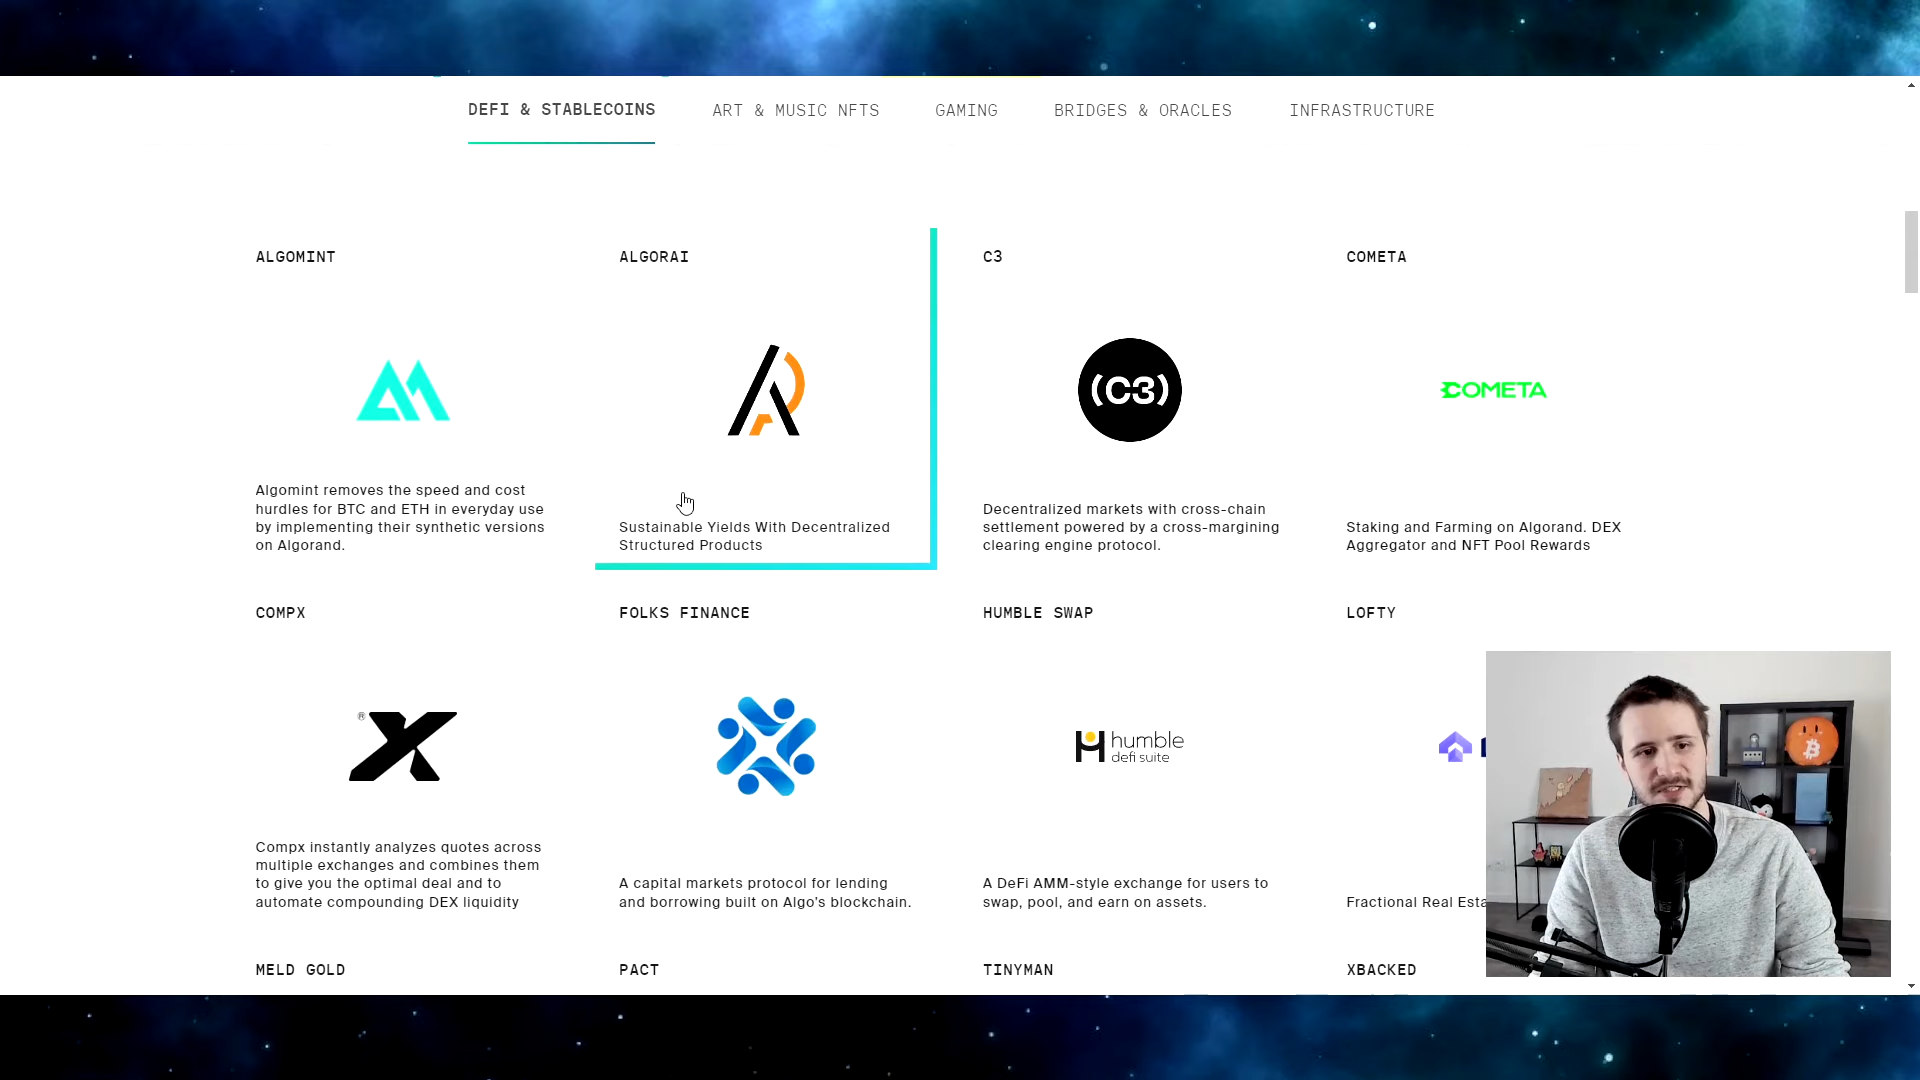 DEFI & STABLECOINS
ART & MUSIC NFTS
GAMING
BRIDGES & ORACLES
INFRASTRUCTURE
ALGOMINT
ALGORAI
C3
COMETA
(C3)
COMETA
Algomint removes the speed and cost
hurdles for BTC and ETH in everyday use
by implementing their synthetic versions
on Algorand.
Sustainable Yields With Decentralized
Structured Products
Decentralized markets with cross-chain
settlement powered by a cross-margining
clearing engine protocol.
Staking and Farming on Algorand. DEX
Aggregator and NFT Pool Rewards
COMPX
FOLKS FINANCE
HUMBLE SWAP
LOFTY
®
humble
defi suite
Compx instantly analyzes quotes across
multiple exchanges and combines them
to give you the optimal deal and to
automate compounding DEX liquidity
A capital markets protocol for lending
and borrowing built on Algo's blockchain.
A DeFi AMM-style exchange for users to
swap, pool, and earn on assets.
Fractional Real Esta
MELD GOLD
PACT
TINYMAN
XBACKED